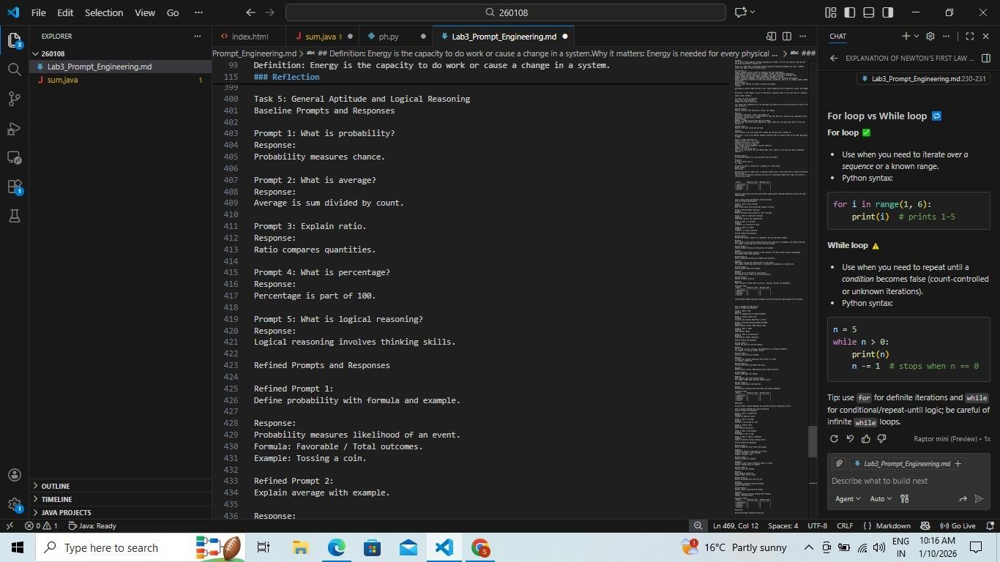 File Edit Selection View Go ··· 260108
EXPLORER ···
260108
Lab3_Prompt_Engineering.md
sum.java 1
OUTLINE
TIMELINE
JAVA PROJECTS
index.html sum.java 1 ph.py Lab3_Prompt_Engineering.md
Prompt_Engineering.md > ## Definition: Energy is the capacity to do work or cause a change in a system.Why it matters: Energy is needed for every physical ... > ###
99 Definition: Energy is the capacity to do work or cause a change in a system.
115 ### Reflection
399
400 Task 5: General Aptitude and Logical Reasoning
401 Baseline Prompts and Responses
402
403 Prompt 1: What is probability?
404 Response:
405 Probability measures chance.
406
407 Prompt 2: What is average?
408 Response:
409 Average is sum divided by count.
410
411 Prompt 3: Explain ratio.
412 Response:
413 Ratio compares quantities.
414
415 Prompt 4: What is percentage?
416 Response:
417 Percentage is part of 100.
418
419 Prompt 5: What is logical reasoning?
420 Response:
421 Logical reasoning involves thinking skills.
422
423 Refined Prompts and Responses
424
425 Refined Prompt 1:
426 Define probability with formula and example.
427
428 Response:
429 Probability measures likelihood of an event.
430 Formula: Favorable / Total outcomes.
431 Example: Tossing a coin.
432
433 Refined Prompt 2:
434 Explain average with example.
435
436 Response:
CHAT
EXPLANATION OF NEWTON'S FIRST LAW ...
Lab3_Prompt_Engineering.md:230-231
For loop vs While loop
For loop
• Use when you need to iterate over a
sequence or a known range.
• Python syntax:
for i in range(1, 6):
print(i) # prints 1–5
While loop
• Use when you need to repeat until a
condition becomes false (count-controlled
or unknown iterations).
• Python syntax:
n = 5
while n > 0:
print(n)
n -= 1 # stops when n == 0
Tip: use for for definite iterations and while
for conditional/repeat-until logic; be careful of
infinite while loops.
Raptor mini (Preview) • 1x
Lab3_Prompt_Engineering.md +
Describe what to build next
Agent Auto
0 1 Java: Ready Ln 469, Col 12 Spaces: 4 UTF-8 CRLF {} Markdown Go Live
Type here to search 16°C Partly sunny ENG 10:16 AM
IN 1/10/2026